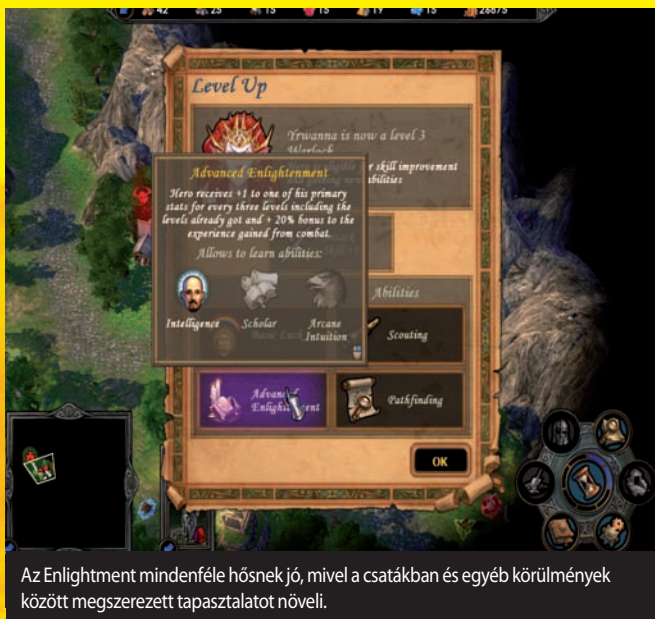 42 25 15 15 19 15 26875
Level Up
Yrwanna is now a level 3
Warlock
Advanced Enlightenment
r skill improvement
abilities
Hero receives +1 to one of his primary
stats for every three levels including the
levels already got and + 20% bonus to the
experience gained from combat.
Allows to learn abilities:
Abilities
Intelligence
Scholar
Arcane
Intuition
Scouting
Advanced
Enlightenment
Pathfinding
OK
Az Enlightment mindenféle hősnek jó, mivel a csatákban és egyéb körülmények
között megszerezett tapasztalatot növeli.